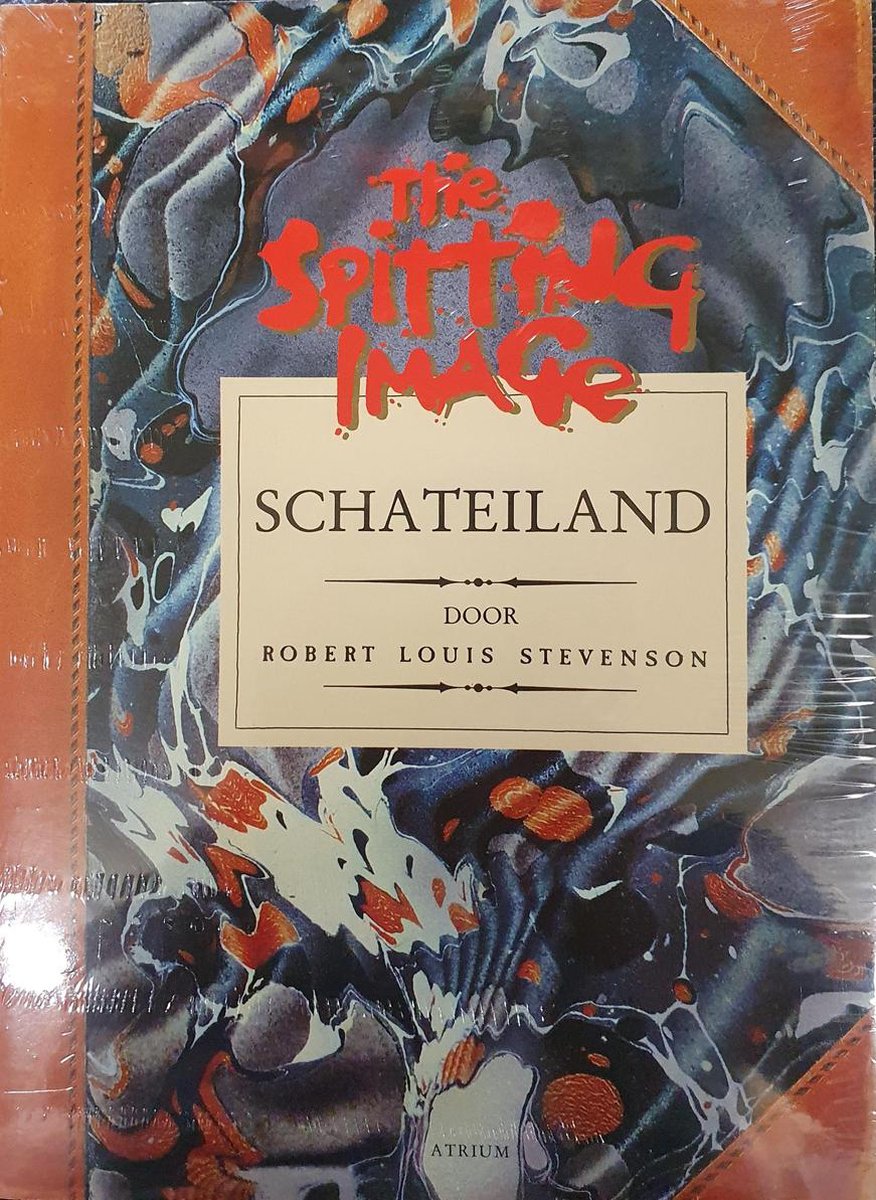 The
SPITTING
IMAGE
SCHATEILAND
DOOR
ROBERT LOUIS STEVENSON
ATRIUM